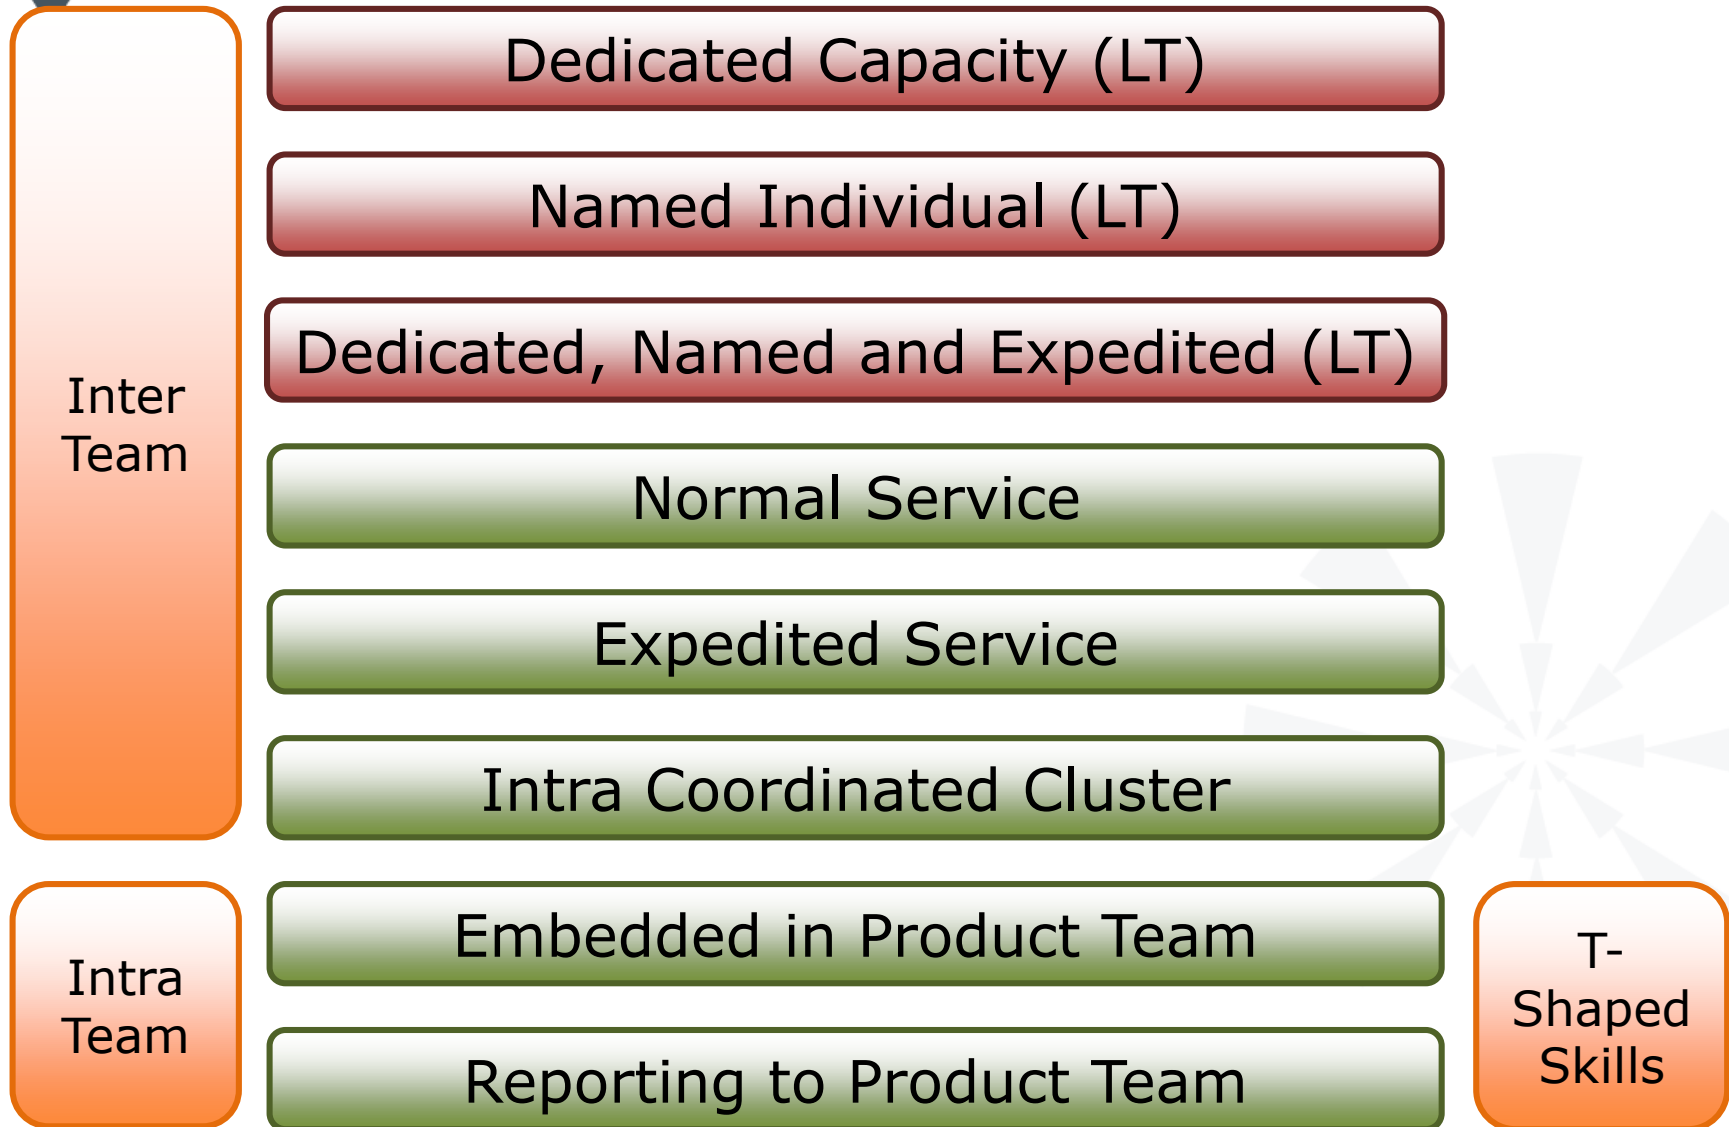 Dedicated Capacity (LT)
Named Individual (LT)
Dedicated, Named and Expedited (LT)
Inter
Team
Normal Service
Expedited Service
Intra Coordinated Cluster
Embedded in Product Team
Intra
Team
Reporting to Product Team
T-
Shaped
Skills